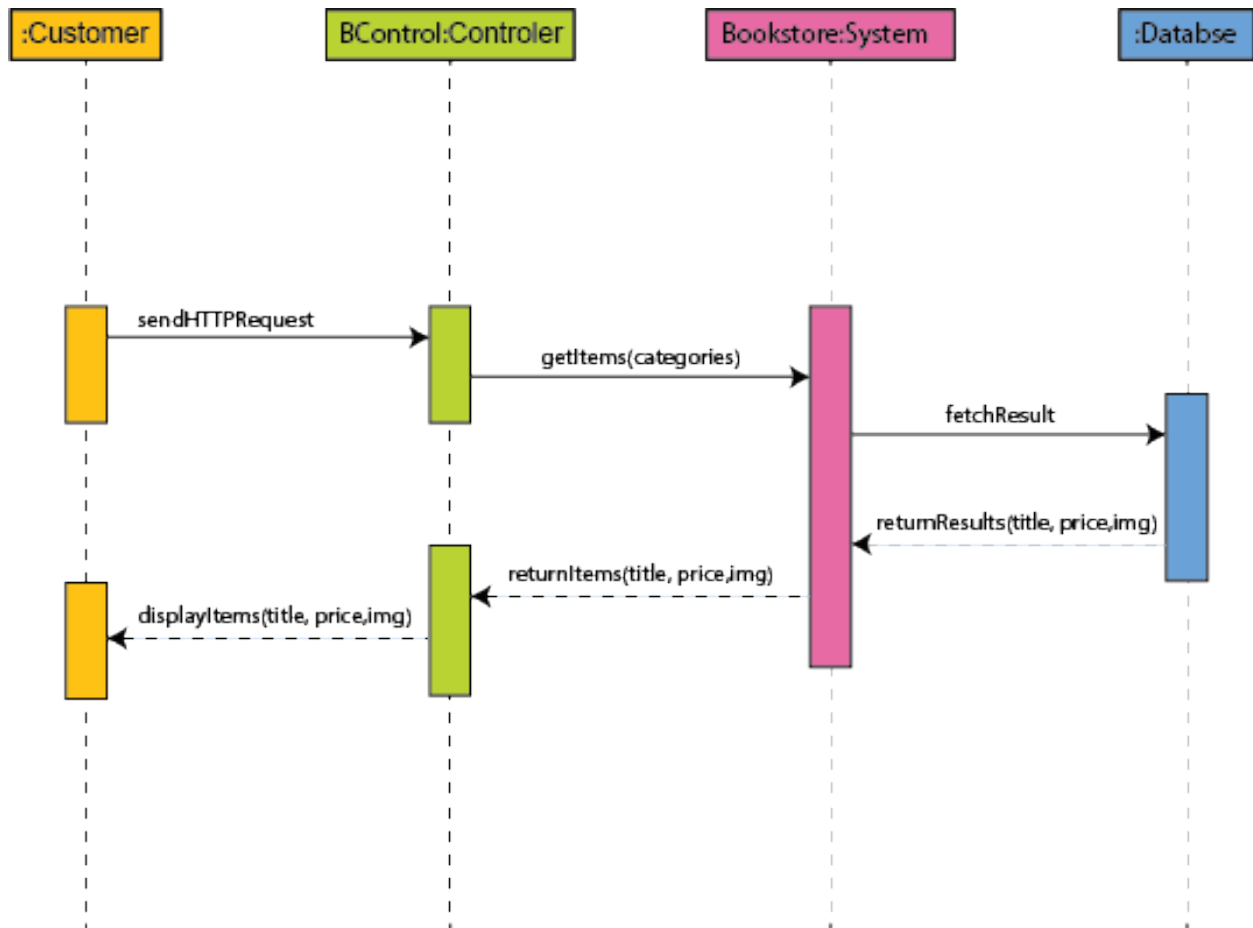 :Customer
BControl:Controler
Bookstore:System
:Databse
sendHTTPRequest
getItems(categories)
fetchResult
returnResults(title, price,img)
returnItems(title, price,img)
displayItems(title, price,img)